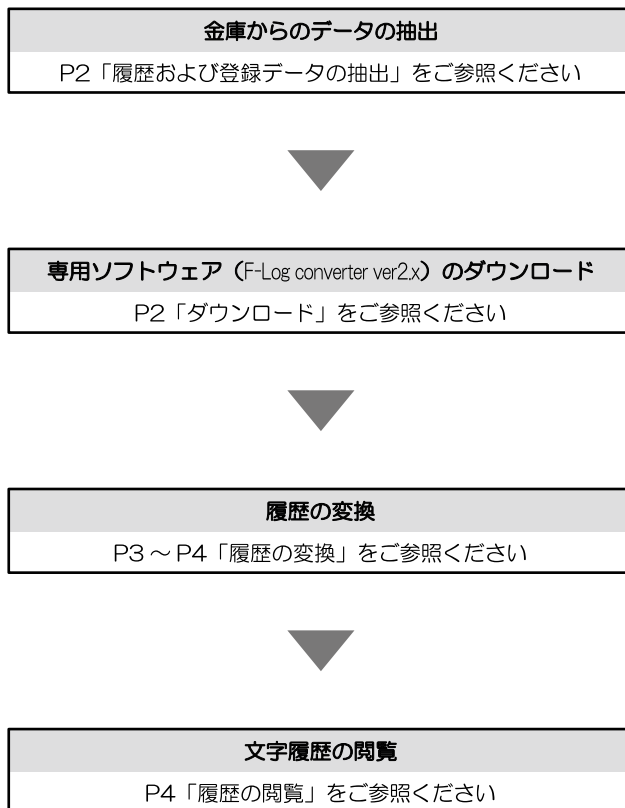 金庫からのデータの抽出
P2「履歴および登録データの抽出」をご参照ください
専用ソフトウェア（F-Log converter ver2.x）のダウンロード
P2「ダウンロード」をご参照ください
履歴の変換
P3～P4「履歴の変換」をご参照ください
文字履歴の閲覧
P4「履歴の閲覧」をご参照ください